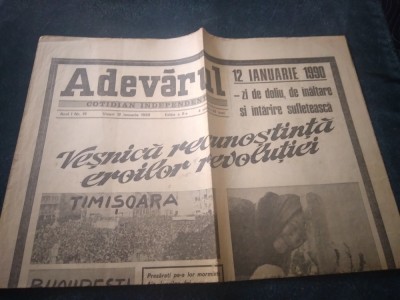 Adevărul
COTIDIAN INDEPENDENT
12 IANUARIE 1990
– zi de doliu, de înălțare
și întărire sufletească
Veșnică recunoștință
eroilor revoluției
TIMISOARA
BUCUREȘTI